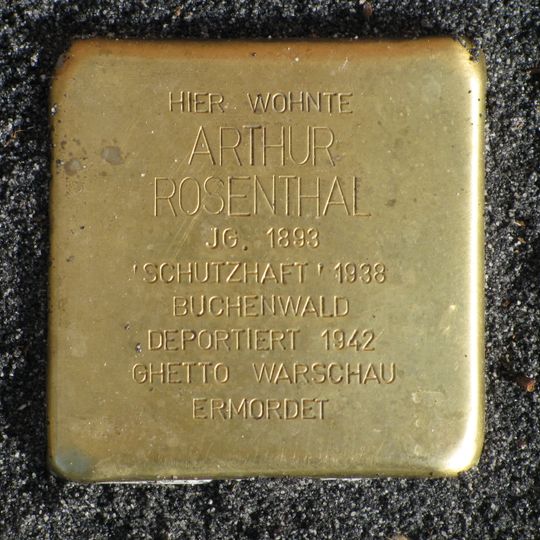 HIER WOHNTE
ARTHUR
ROSENTHAL
JG. 1893
'SCHUTZHAFT' 1938
BUCHENWALD
DEPORTIERT 1942
GHETTO WARSCHAU
ERMORDET